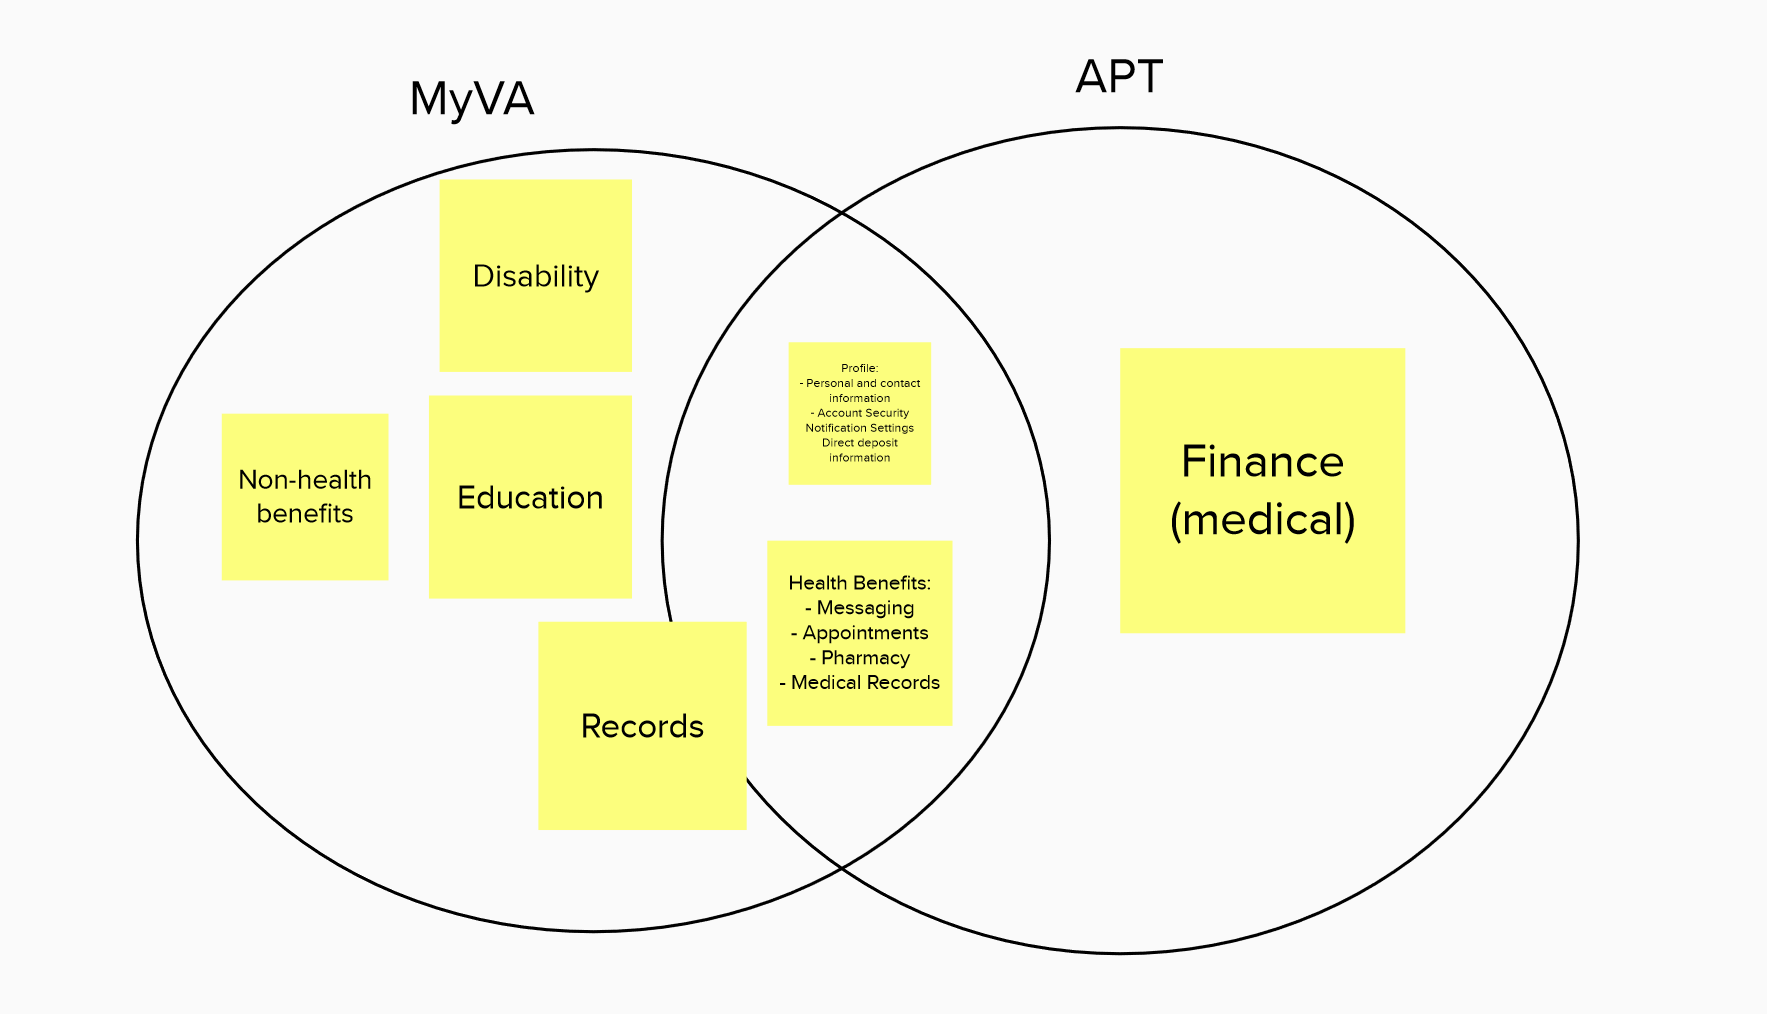 MyVA
APT
Disability
Non-health
benefits
Education
Records
Profile:
- Personal and contact
information
- Account Security
Notification Settings
Direct deposit
information
Health Benefits:
- Messaging
- Appointments
- Pharmacy
- Medical Records
Finance
(medical)